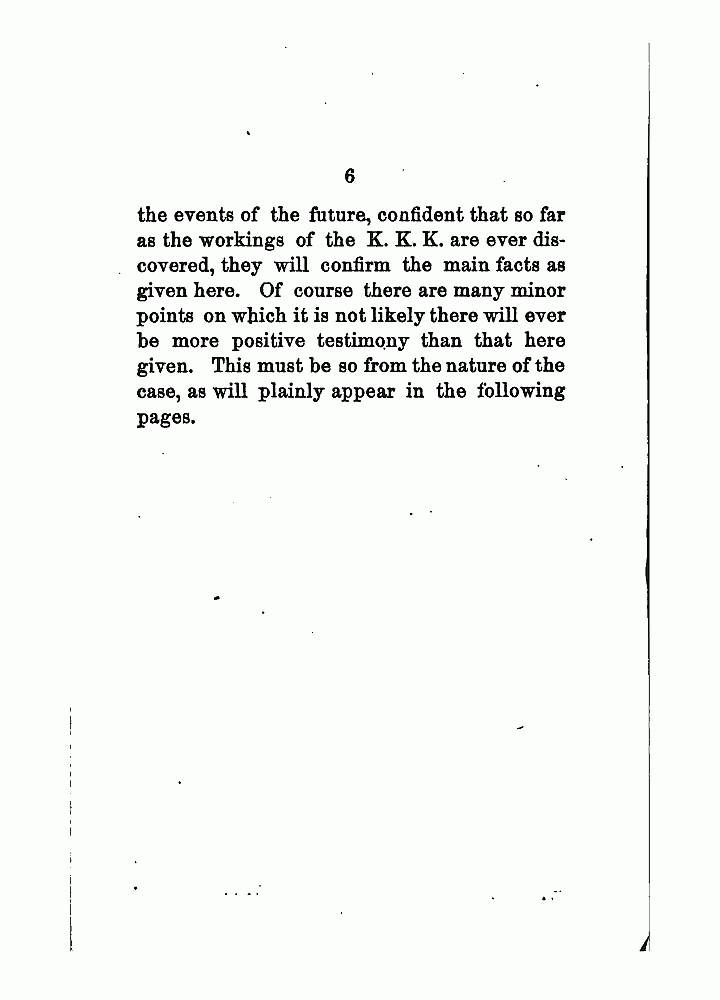 6
the events of the future, confident that so far
as the workings of the K. K. K. are ever dis-
covered, they will confirm the main facts as
given here. Of course there are many minor
points on which it is not likely there will ever
be more positive testimony than that here
given. This must be so from the nature of the
case, as will plainly appear in the following
pages.